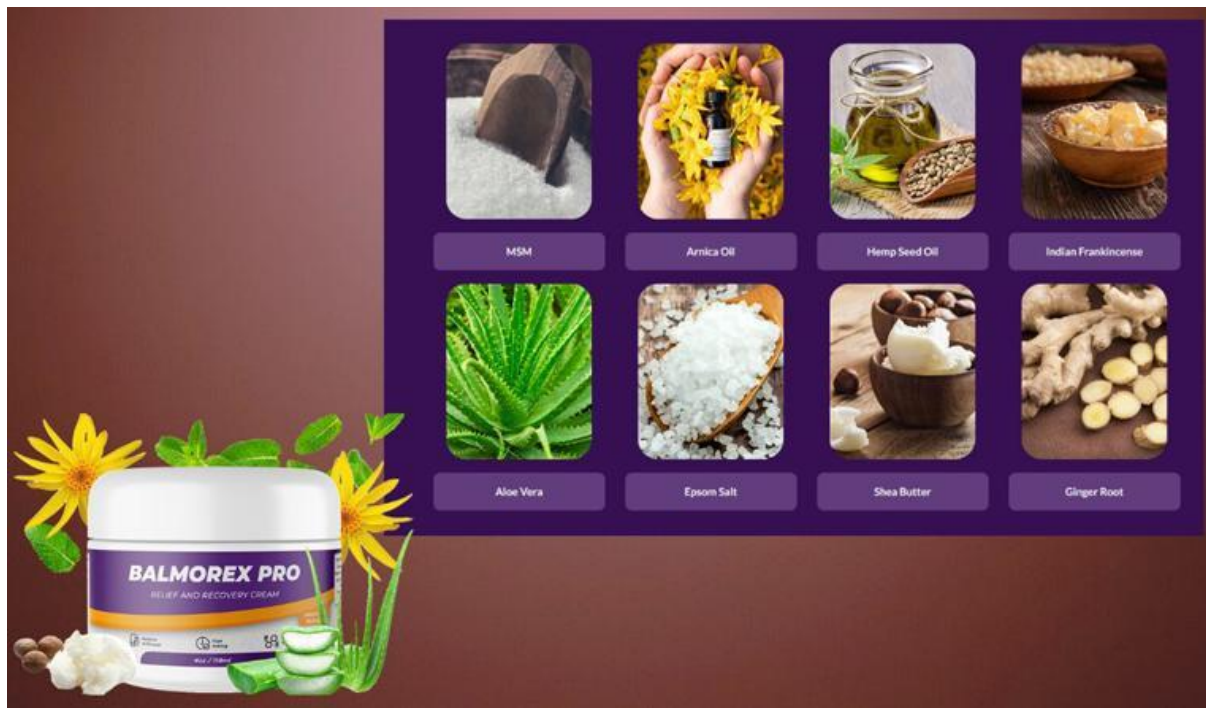 MSM
Arnica Oil
Hemp Seed Oil
Indian Frankincense
Aloe Vera
Epsom Salt
Shea Butter
Ginger Root
BALMOREX PRO
RELIEF AND RECOVERY CREAM